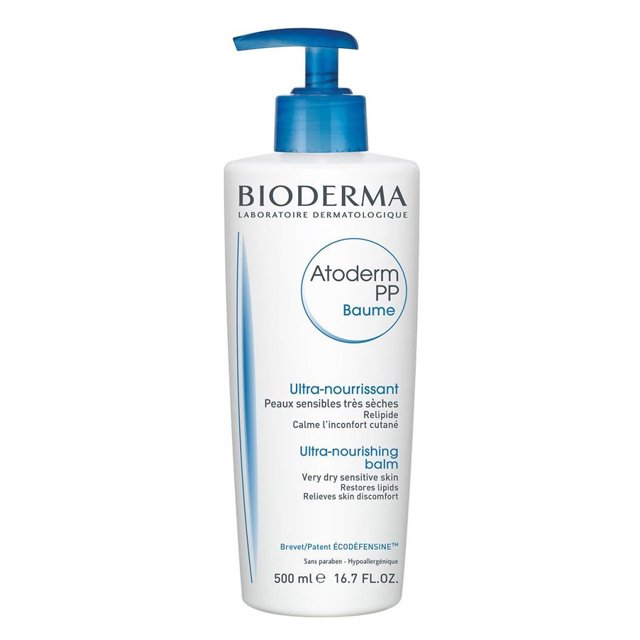 BIODERMA
LABORATOIRE DERMATOLOGIQUE
Atoderm
PP
Baume
Ultra-nourrissant
Peaux sensibles très sèches
Relipide
Calme l'inconfort cutané
Ultra-nourishing
balm
Very dry sensitive skin
Restores lipids
Relieves skin discomfort
Brevet/Patent ÉCODÉFENSINE™
Sans paraben - Hypoallergénique
500 ml e 16.7 FL.OZ.